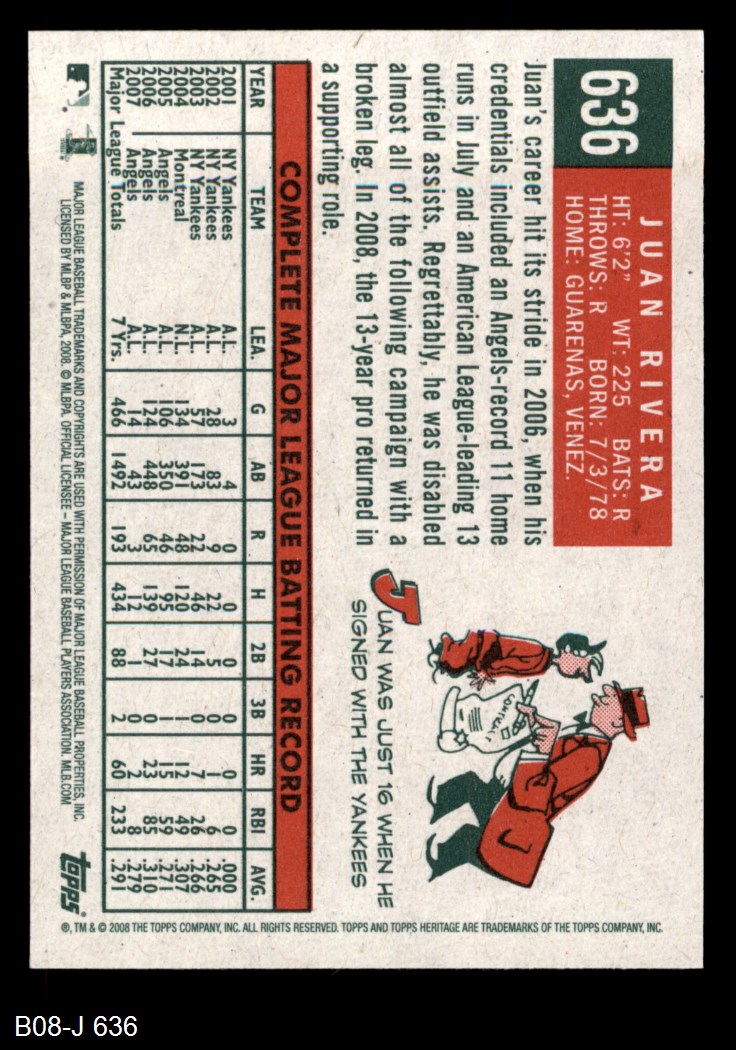 636
JUAN RIVERA
HT: 6'2" WT: 225 BATS: R
THROWS: R BORN: 7/3/78
HOME: GUARENAS, VENEZ.
Juan's career hit its stride in 2006, when his
credentials included an Angels-record 11 home
runs in July and an American League-leading 13
outfield assists. Regrettably, he was disabled
almost all of the following campaign with a
broken leg. In 2008, the 13-year pro returned in
a supporting role.
CONTRACT
JUAN WAS JUST 16 WHEN HE
SIGNED WITH THE YANKEES
COMPLETE MAJOR LEAGUE BATTING RECORD
YEAR TEAM LEA. G AB R H 2B 3B HR RBI AVG.
2001 NY Yankees A.L. 3 4 0 0 0 0 0 0 .000
2002 NY Yankees A.L. 28 83 9 22 5 0 1 6 .265
2003 NY Yankees A.L. 57 173 22 46 14 0 7 26 .266
2004 Montreal N.L. 134 391 48 120 24 1 12 49 .307
2005 Angels A.L. 106 350 46 95 17 1 15 59 .271
2006 Angels A.L. 124 448 65 139 27 0 23 85 .310
2007 Angels A.L. 14 43 3 12 1 0 2 8 .279
Major League Totals 7 Yrs. 466 1492 193 434 88 2 60 233 .291
MAJOR LEAGUE BASEBALL TRADEMARKS AND COPYRIGHTS ARE USED WITH PERMISSION OF MAJOR LEAGUE BASEBALL PROPERTIES, INC.
LICENSED BY MLBP & MLBPA, 2008. © MLBPA. OFFICIAL LICENSEE – MAJOR LEAGUE BASEBALL PLAYERS ASSOCIATION. MLB.COM
topps®
®, TM & © 2008 THE TOPPS COMPANY, INC. ALL RIGHTS RESERVED. TOPPS AND TOPPS HERITAGE ARE TRADEMARKS OF THE TOPPS COMPANY, INC.
B08-J 636